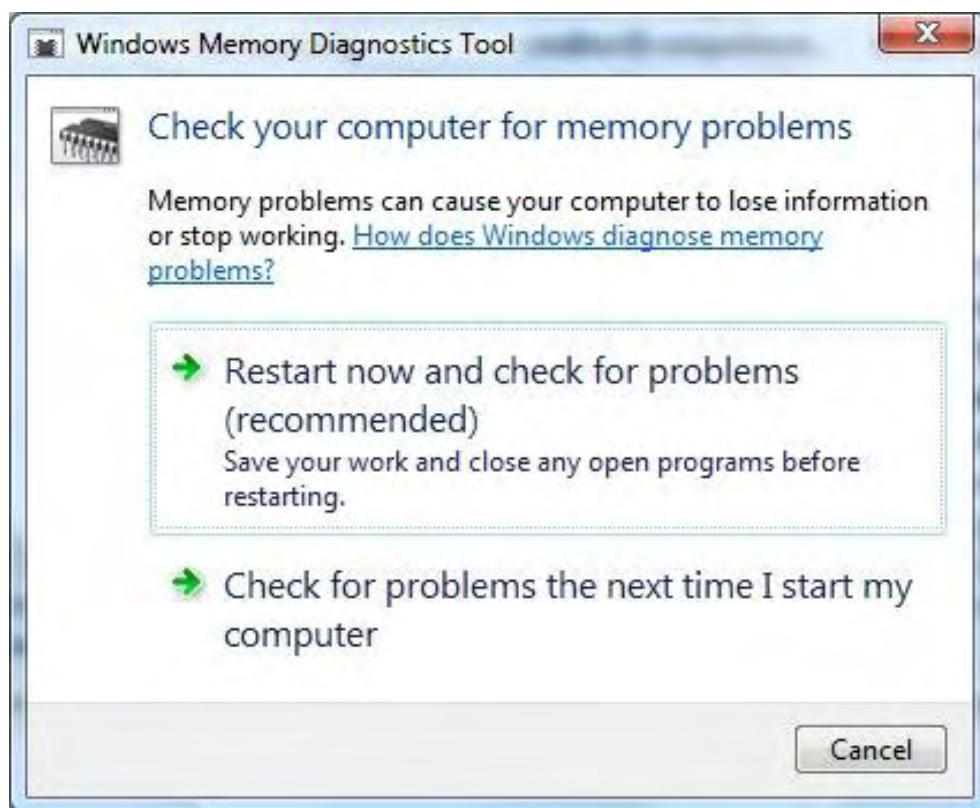 Windows Memory Diagnostics Tool
Check your computer for memory problems
Memory problems can cause your computer to lose information
or stop working. How does Windows diagnose memory
problems?
Restart now and check for problems
(recommended)
Save your work and close any open programs before
restarting.
Check for problems the next time I start my
computer
Cancel